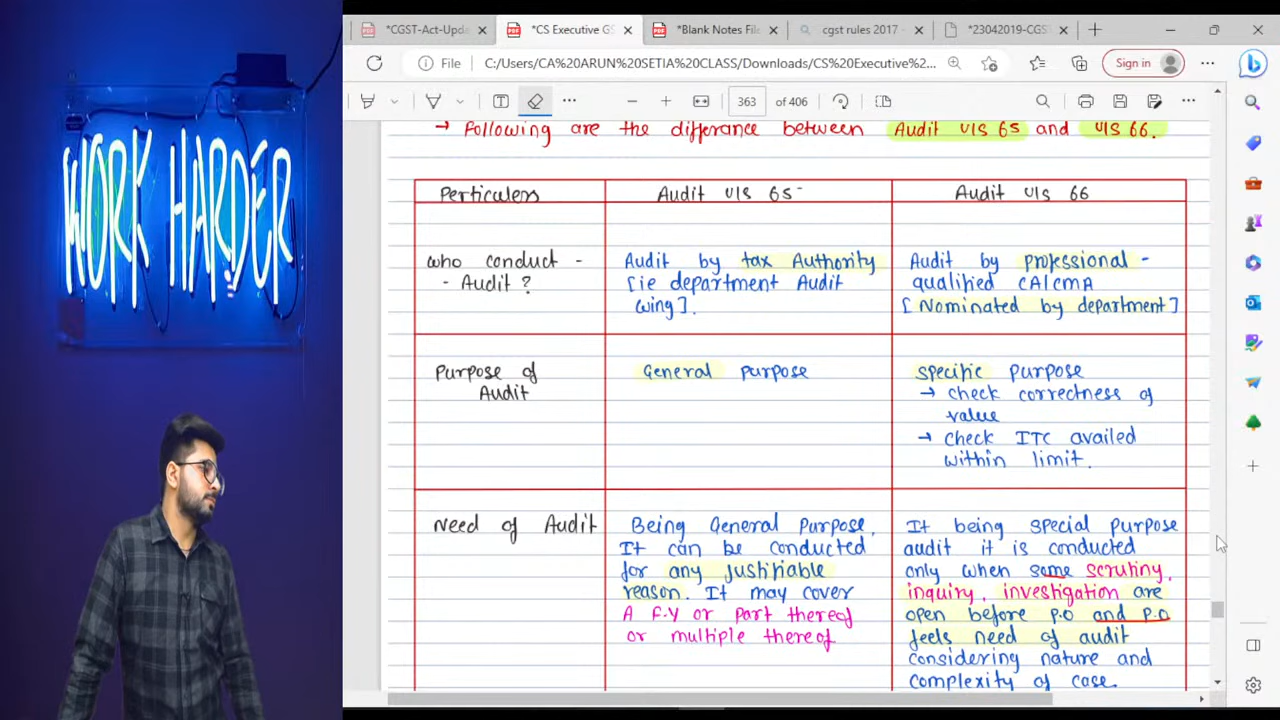 WORK HARDER
*CGST-Act-Upda
*CS Executive GS
*Blank Notes File
cgst rules 2017
*23042019-CGST
File
C:/Users/CA%20ARUN%20SETIA%20CLASS/Downloads/CS%20Executive%...
Sign in
363 of 406
→ Following are the differance between Audit U/S 65 and U/S 66.
Perticulers
Audit U/S 65
Audit U/S 66
Who conduct -
- Audit ?
Audit by tax Authority
[ie department Audit
wing].
Audit by professional -
qualified CA/CMA
[Nominated by department]
Purpose of
Audit
General purpose
specific purpose
→ check correctness of
value
→ check ITC availed
within limit.
Need of Audit
Being General Purpose,
It can be conducted
for any Justifiable
reason. It may cover
A F.Y or part thereof
or multiple thereof
It being special purpose
audit it is conducted
only when some scrutiny,
inquiry, investigation are
open before P.O and P.O
feels need of audit
considering nature and
complexity of case.